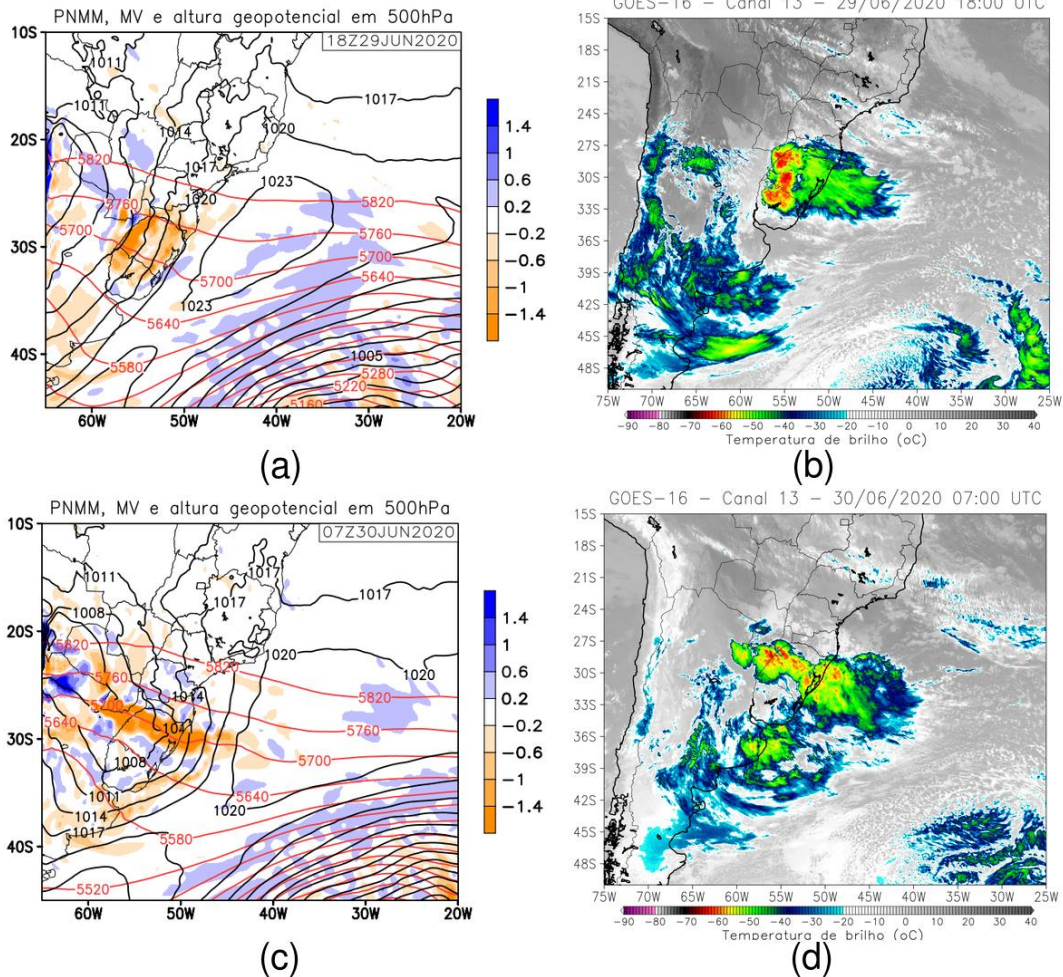 PNMM, MV e altura geopotencial em 500hPa
18Z29JUN2020
10S
20S
30S
40S
60W 50W 40W 30W 20W
1011
1011
1014
1017
1020
1017
1020
1023
1023
1005
5820
5760
5700
5640
5580
5820
5760
5700
5700
5640
5280
5220
5160
1.4
1
0.6
0.2
−0.2
−0.6
−1
−1.4
(a)
GOES−16 − Canal 13 − 29/06/2020 18:00 UTC
15S
18S
21S
24S
27S
30S
33S
36S
39S
42S
45S
48S
75W 70W 65W 60W 55W 50W 45W 40W 35W 30W 25W
−90 −80 −70 −60 −50 −40 −30 −20 −10 0 10 20 30 40
Temperatura de brilho (oC)
(b)
PNMM, MV e altura geopotencial em 500hPa
07Z30JUN2020
10S
20S
30S
40S
60W 50W 40W 30W 20W
1011
1008
1017
1017
1017
1020
1020
1014
1008
1011
1014
1017
1020
5820
5760
5700
5640
5820
5820
5760
5700
5640
5580
5520
1.4
1
0.6
0.2
−0.2
−0.6
−1
−1.4
(c)
GOES−16 − Canal 13 − 30/06/2020 07:00 UTC
15S
18S
21S
24S
27S
30S
33S
36S
39S
42S
45S
48S
75W 70W 65W 60W 55W 50W 45W 40W 35W 30W 25W
−90 −80 −70 −60 −50 −40 −30 −20 −10 0 10 20 30 40
Temperatura de brilho (oC)
(d)